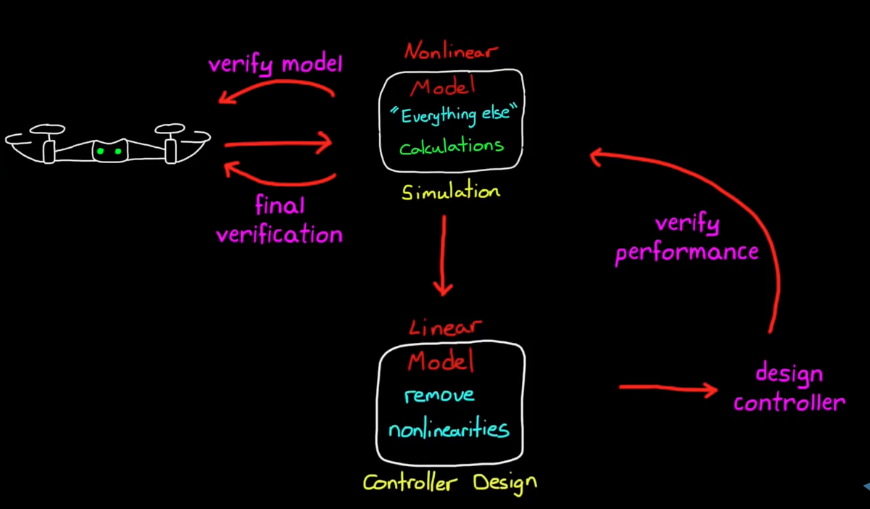 Nonlinear
verify model
Model
"Everything else"
Calculations
Simulation
final
verification
verify
performance
Linear
Model
remove
nonlinearities
design
controller
Controller Design